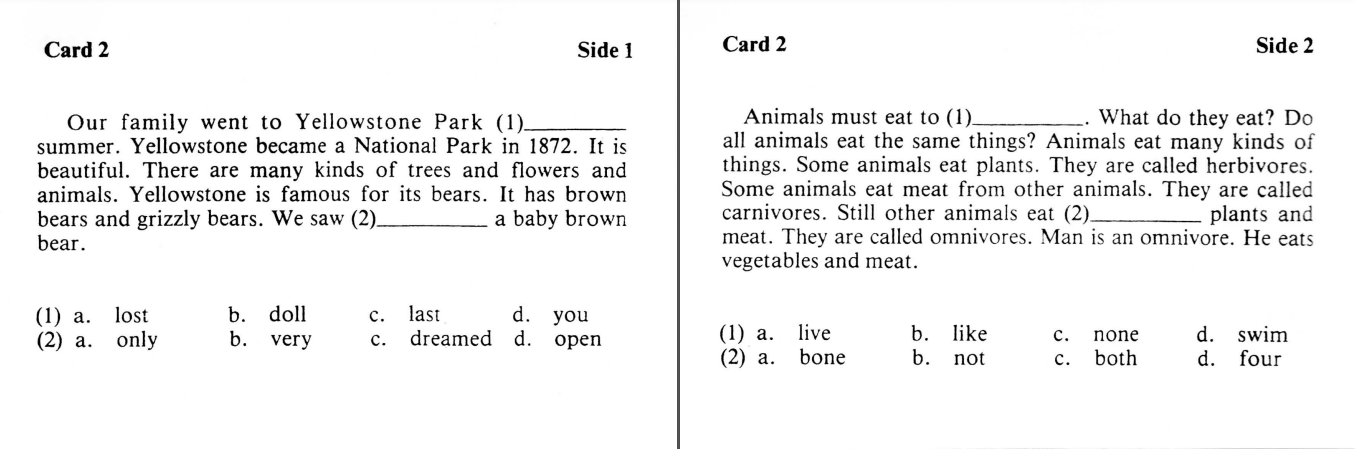 Card 2 Side 1
Our family went to Yellowstone Park (1)__________
summer. Yellowstone became a National Park in 1872. It is
beautiful. There are many kinds of trees and flowers and
animals. Yellowstone is famous for its bears. It has brown
bears and grizzly bears. We saw (2)__________ a baby brown
bear.
(1) a. lost b. doll c. last d. you
(2) a. only b. very c. dreamed d. open
Card 2 Side 2
Animals must eat to (1)__________. What do they eat? Do
all animals eat the same things? Animals eat many kinds of
things. Some animals eat plants. They are called herbivores.
Some animals eat meat from other animals. They are called
carnivores. Still other animals eat (2)__________ plants and
meat. They are called omnivores. Man is an omnivore. He eats
vegetables and meat.
(1) a. live b. like c. none d. swim
(2) a. bone b. not c. both d. four